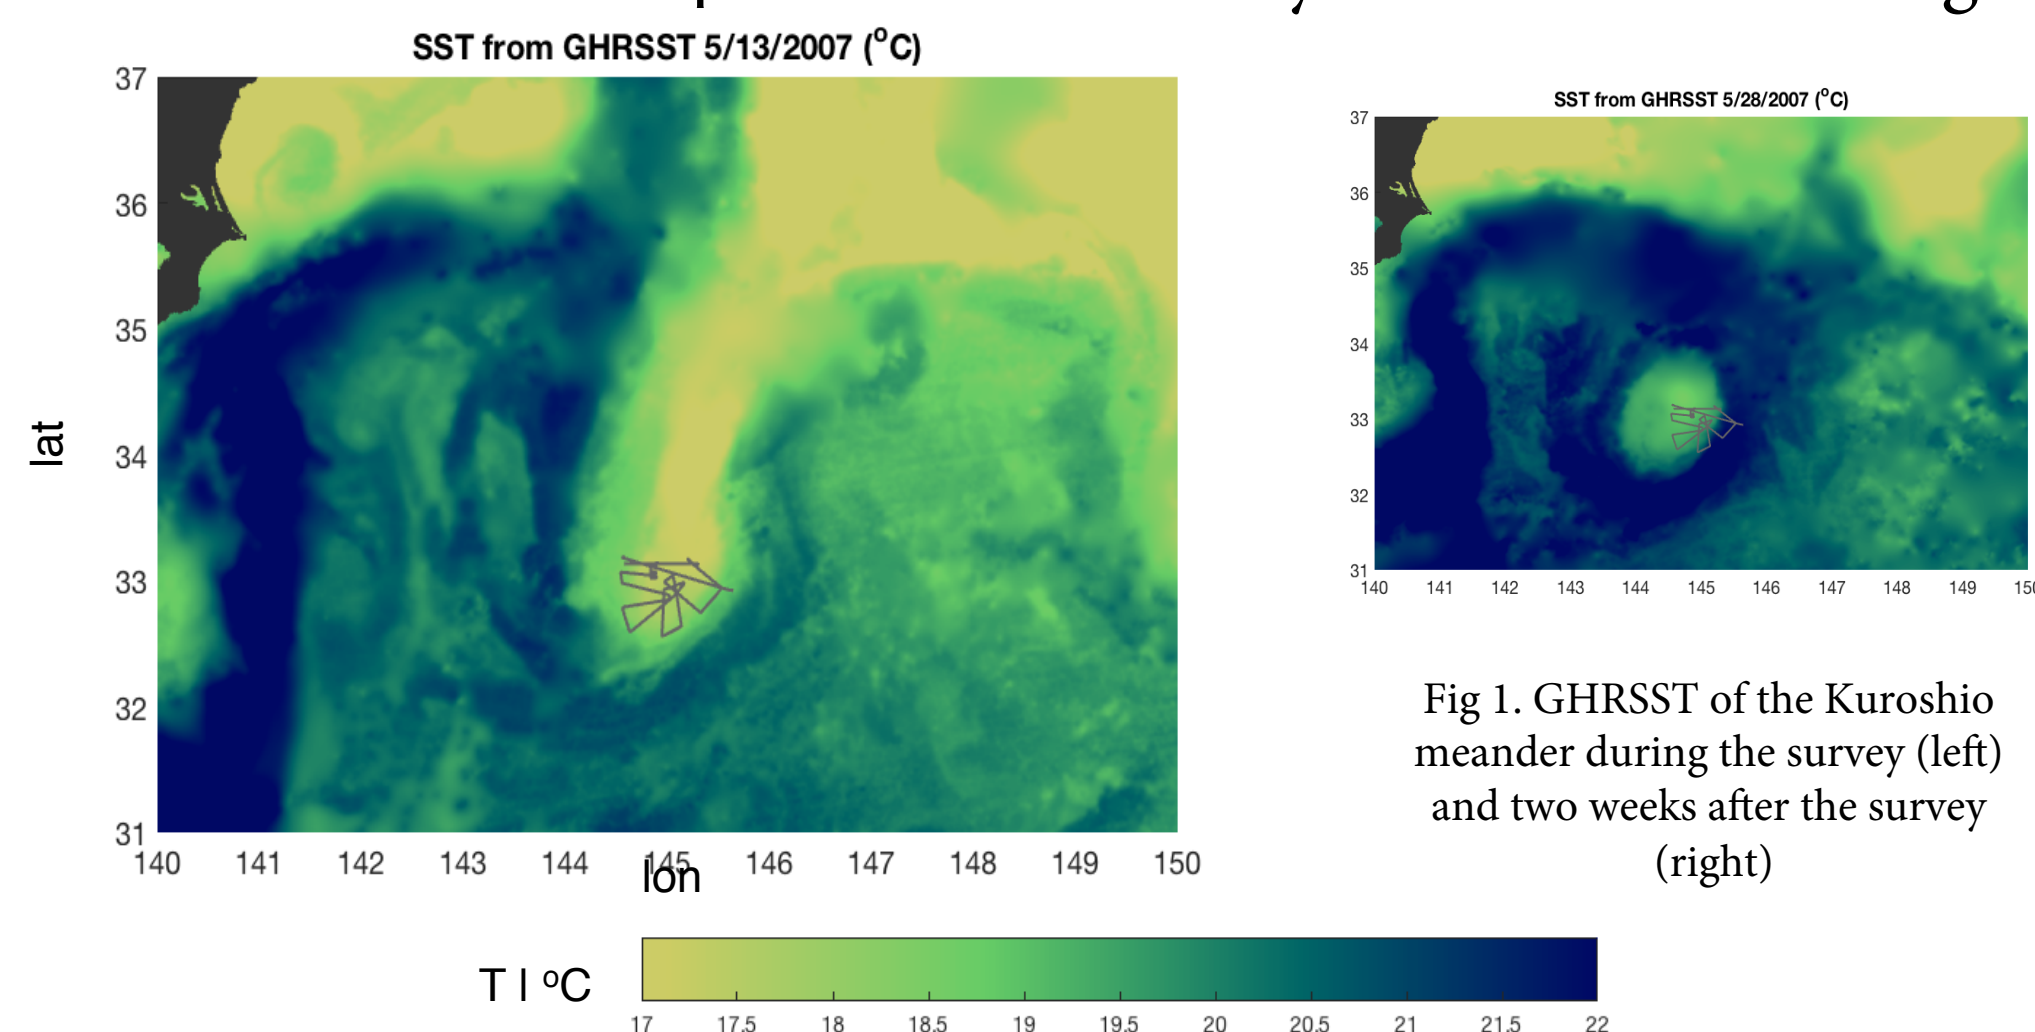 SST from GHRSST 5/13/2007 (°C)
37
36
35
34
33
32
31
lat
140 141 142 143 144 145 146 147 148 149 150
lon
SST from GHRSST 5/28/2007 (°C)
37
36
35
34
33
32
31
140 141 142 143 144 145 146 147 148 149
Fig 1. GHRSST of the Kuroshio
meander during the survey (left)
and two weeks after the survey
(right)
T | °C
17 17.5 18 18.5 19 19.5 20 20.5 21 21.5 22